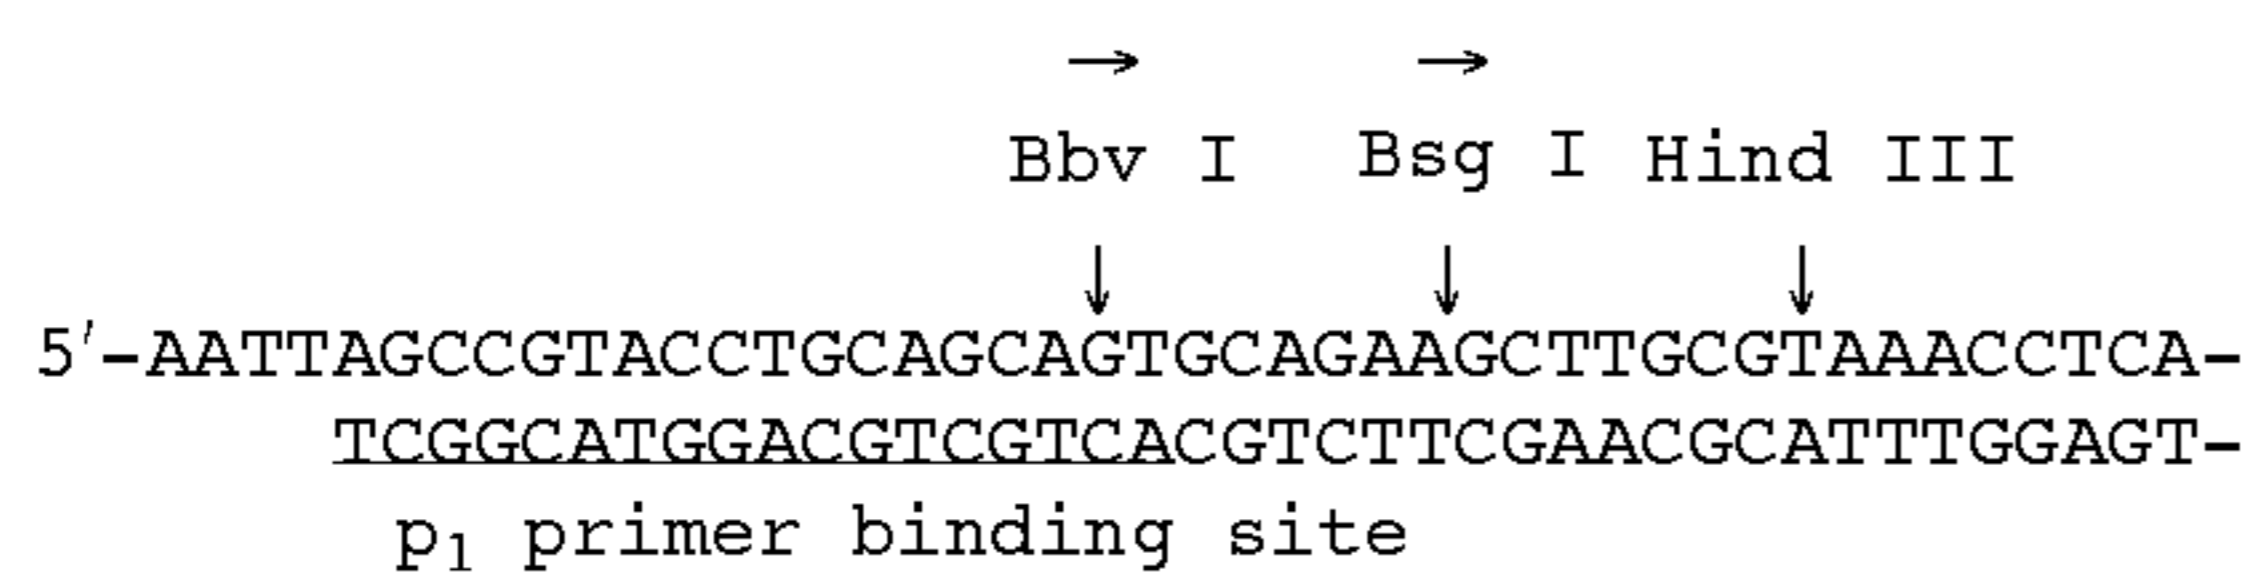 Bbv I Bsg I Hind III
5′-AATTAGCCGTACCTGCAGCAGTGCAGAAGCTTGCGTAAACCTCA-
TCGGCATGGACGTCGTCACGTCTTCGAACGCATTTGGAGT-
p₁ primer binding site